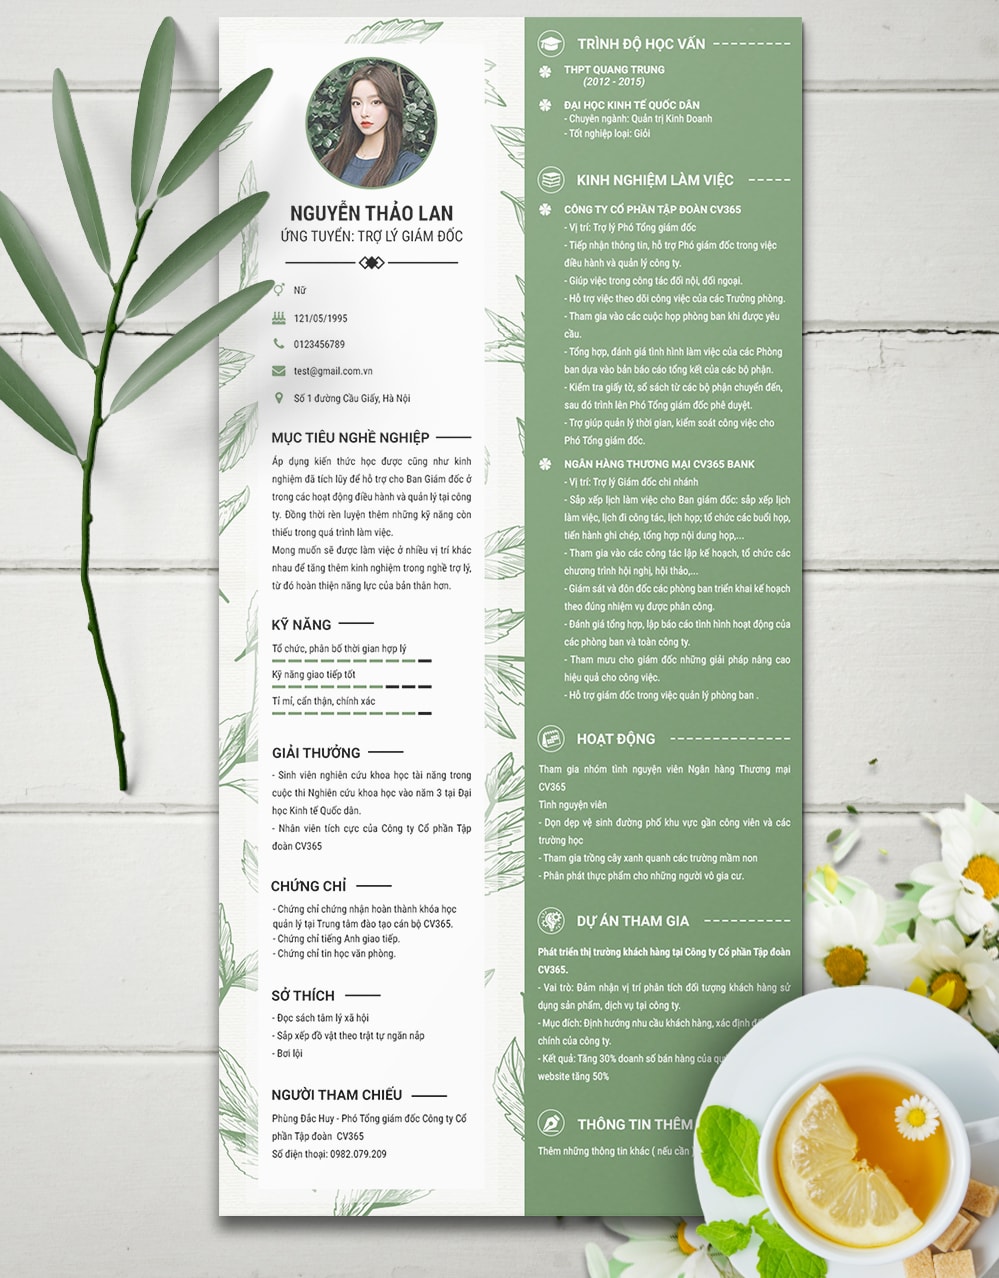 NGUYỄN THẢO LAN
ỨNG TUYỂN: TRỢ LÝ GIÁM ĐỐC
Nữ
121/05/1995
0123456789
test@gmail.com.vn
Số 1 đường Cầu Giấy, Hà Nội
MỤC TIÊU NGHỀ NGHIỆP
Áp dụng kiến thức học được cũng như kinh
nghiệm đã tích lũy để hỗ trợ cho Ban Giám đốc ở
trong các hoạt động điều hành và quản lý tại công
ty. Đồng thời rèn luyện thêm những kỹ năng còn
thiếu trong quá trình làm việc.
Mong muốn sẽ được làm việc ở nhiều vị trí khác
nhau để tăng thêm kinh nghiệm trong nghề trợ lý,
từ đó hoàn thiện năng lực của bản thân hơn.
KỸ NĂNG
Tổ chức, phân bố thời gian hợp lý
Kỹ năng giao tiếp tốt
Tỉ mỉ, cẩn thận, chính xác
GIẢI THƯỞNG
- Sinh viên nghiên cứu khoa học tài năng trong
cuộc thi Nghiên cứu khoa học vào năm 3 tại Đại
học Kinh tế Quốc dân.
- Nhân viên tích cực của Công ty Cổ phần Tập
đoàn CV365
CHỨNG CHỈ
- Chứng chỉ chứng nhận hoàn thành khóa học
quản lý tại Trung tâm đào tạo cán bộ CV365.
- Chứng chỉ tiếng Anh giao tiếp.
- Chứng chỉ tin học văn phòng.
SỞ THÍCH
- Đọc sách tâm lý xã hội
- Sắp xếp đồ vật theo trật tự ngăn nắp
- Bơi lội
NGƯỜI THAM CHIẾU
Phùng Đắc Huy - Phó Tổng giám đốc Công ty Cổ
phần Tập đoàn CV365
Số điện thoại: 0982.079.209
TRÌNH ĐỘ HỌC VẤN
THPT QUANG TRUNG
(2012 - 2015)
ĐẠI HỌC KINH TẾ QUỐC DÂN
- Chuyên ngành: Quản trị Kinh Doanh
- Tốt nghiệp loại: Giỏi
KINH NGHIỆM LÀM VIỆC
CÔNG TY CỔ PHẦN TẬP ĐOÀN CV365
- Vị trí: Trợ lý Phó Tổng giám đốc
- Tiếp nhận thông tin, hỗ trợ Phó giám đốc trong việc
điều hành và quản lý công ty.
- Giúp việc trong công tác đối nội, đối ngoại.
- Hỗ trợ việc theo dõi công việc của các Trưởng phòng.
- Tham gia vào các cuộc họp phòng ban khi được yêu
cầu.
- Tổng hợp, đánh giá tình hình làm việc của các Phòng
ban dựa vào bản báo cáo tổng kết của các bộ phận.
- Kiểm tra giấy tờ, sổ sách từ các bộ phận chuyển đến,
sau đó trình lên Phó Tổng giám đốc phê duyệt.
- Trợ giúp quản lý thời gian, kiểm soát công việc cho
Phó Tổng giám đốc.
NGÂN HÀNG THƯƠNG MẠI CV365 BANK
- Vị trí: Trợ lý Giám đốc chi nhánh
- Sắp xếp lịch làm việc cho Ban giám đốc: sắp xếp lịch
làm việc, lịch đi công tác, lịch họp; tổ chức các buổi họp,
tiến hành ghi chép, tổng hợp nội dung họp,...
- Tham gia vào các công tác lập kế hoạch, tổ chức các
chương trình hội nghị, hội thảo,...
- Giám sát và đôn đốc các phòng ban triển khai kế hoạch
theo đúng nhiệm vụ được phân công.
- Đánh giá tổng hợp, lập báo cáo tình hình hoạt động của
các phòng ban và toàn công ty.
- Tham mưu cho giám đốc những giải pháp nâng cao
hiệu quả cho công việc.
- Hỗ trợ giám đốc trong việc quản lý phòng ban .
HOẠT ĐỘNG
Tham gia nhóm tình nguyện viên Ngân hàng Thương mại
CV365
Tình nguyện viên
- Dọn dẹp vệ sinh đường phố khu vực gần công viên và các
trường học
- Tham gia trồng cây xanh quanh các trường mầm non
- Phân phát thực phẩm cho những người vô gia cư.
DỰ ÁN THAM GIA
Phát triển thị trường khách hàng tại Công ty Cổ phần Tập đoàn
CV365.
- Vai trò: Đảm nhận vị trí phân tích đối tượng khách hàng sử
dụng sản phẩm, dịch vụ tại công ty.
- Mục đích: Định hướng nhu cầu khách hàng, xác định
chính của công ty.
- Kết quả: Tăng 30% doanh số bán hàng của
website tăng 50%
THÔNG TIN THÊM
Thêm những thông tin khác ( nếu cần )